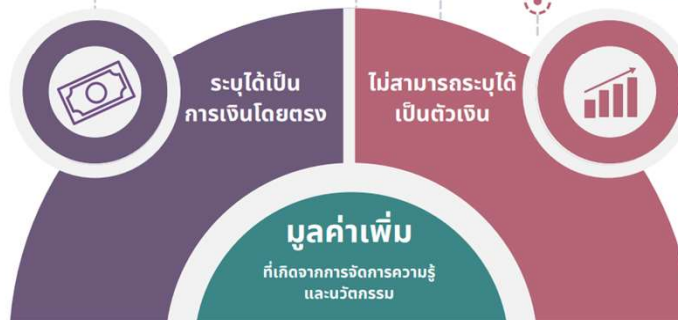 ระบุได้เป็น
การเงินโดยตรง
ไม่สามารถระบุได้
เป็นตัวเงิน
มูลค่าเพิ่ม
ที่เกิดจากการจัดการความรู้
และนวัตกรรม